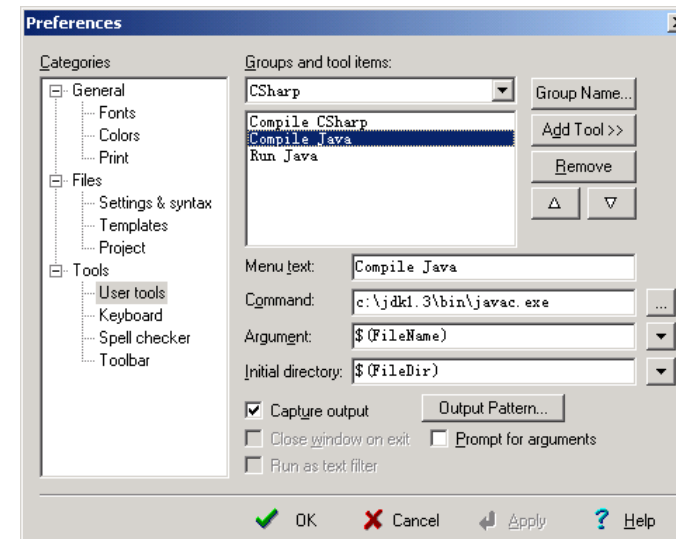 Preferences
Categories
General
Fonts
Colors
Print
Files
Settings & syntax
Templates
Project
Tools
User tools
Keyboard
Spell checker
Toolbar
Groups and tool items:
CSharp
Group Name...
Compile CSharp
Compile Java
Run Java
Add Tool >>
Remove
Menu text: Compile Java
Command: c:\jdk1.3\bin\javac.exe ...
Argument: $(FileName)
Initial directory: $(FileDir)
Capture output Output Pattern...
Close window on exit Prompt for arguments
Run as text filter
OK Cancel Apply Help